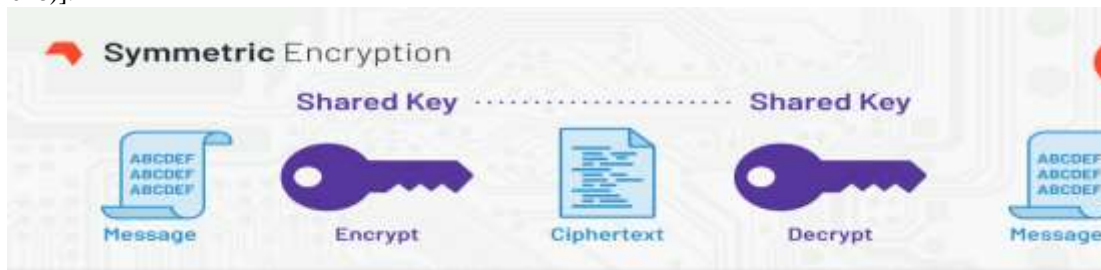 Symmetric Encryption
Shared Key Shared Key
ABCDEF ABCDEF
ABCDEF ABCDEF
ABCDEF ABCDEF
Message Encrypt Ciphertext Decrypt Message